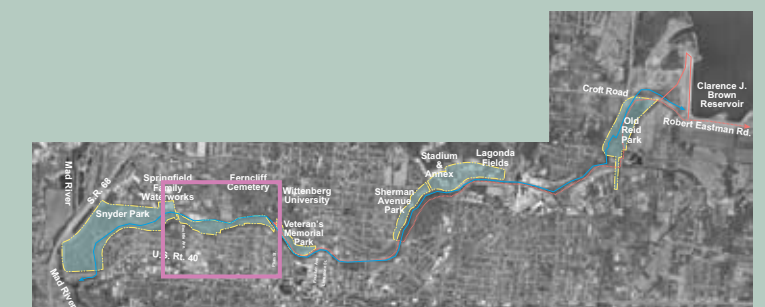 Clarence J.
Brown
Reservoir
Croft Road
Robert Eastman Rd.
Old
Reid
Park
Lagonda
Fields
Stadium
&
Annex
Sherman
Avenue
Park
Wittenberg
University
Veteran's
Memorial
Park
Ferncliff
Cemetery
Springfield
Family
Waterworks
Snyder Park
S.R. 68
Mad River
U.S. Rt. 40
Mad River